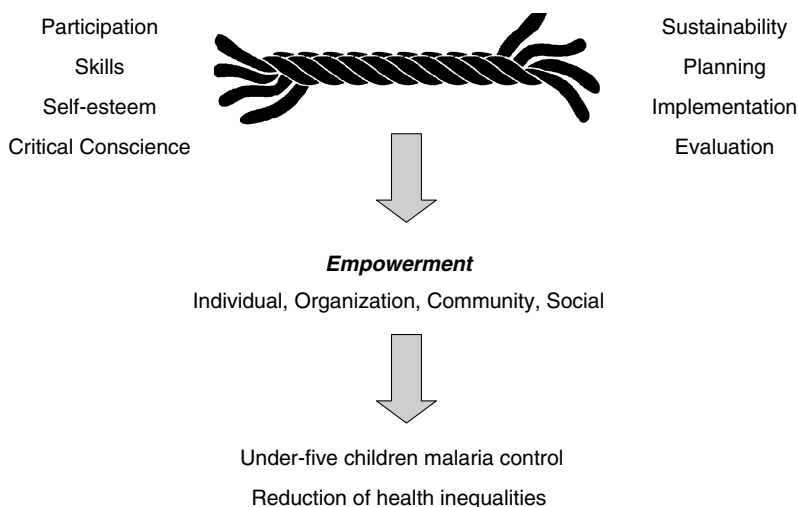 Participation
Skills
Self-esteem
Critical Conscience
Sustainability
Planning
Implementation
Evaluation
Empowerment
Individual, Organization, Community, Social
Under-five children malaria control
Reduction of health inequalities